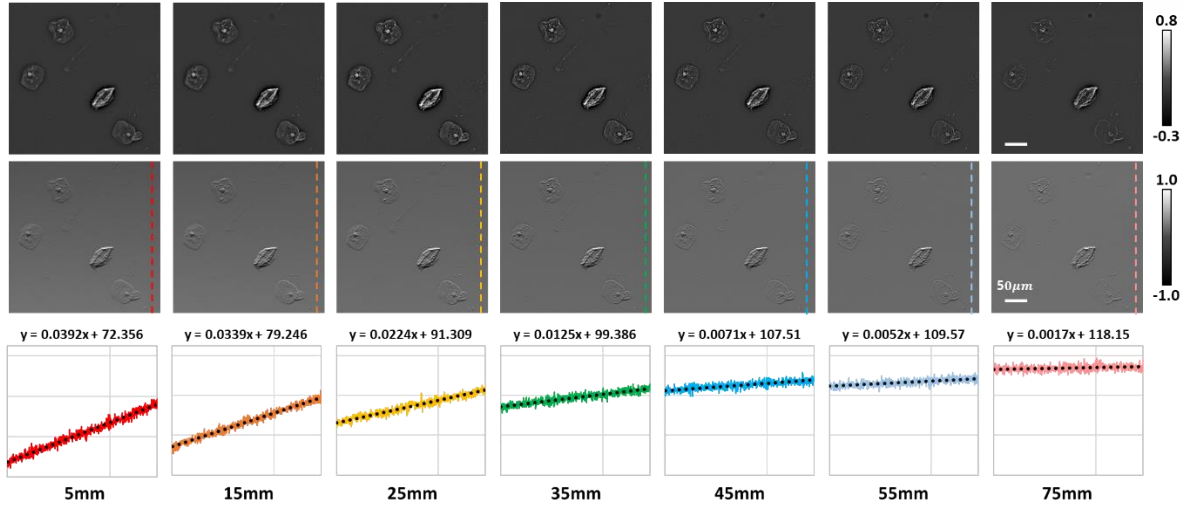 0.8
-0.3
1.0
50μm
-1.0
y = 0.0392x + 72.356
y = 0.0339x + 79.246
y = 0.0224x + 91.309
y = 0.0125x + 99.386
y = 0.0071x + 107.51
y = 0.0052x + 109.57
y = 0.0017x + 118.15
5mm
15mm
25mm
35mm
45mm
55mm
75mm